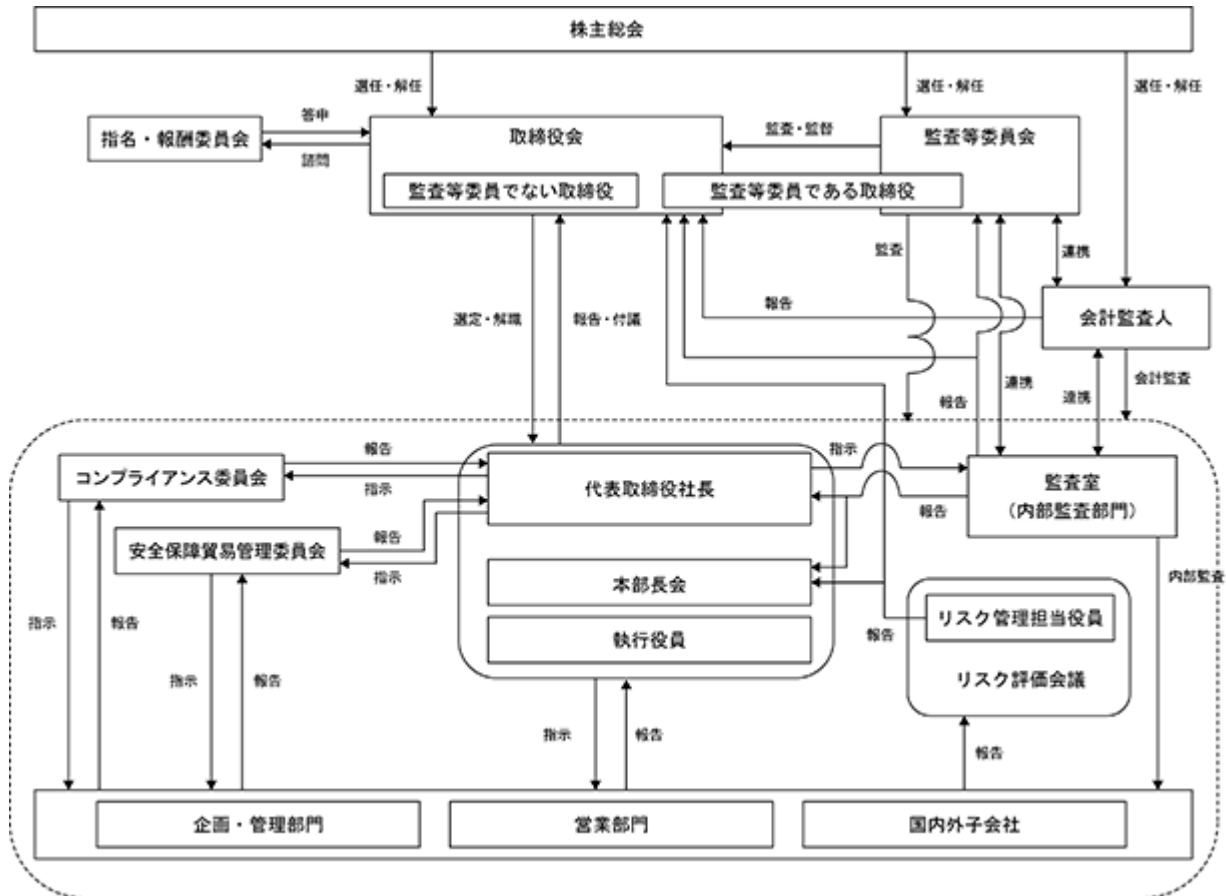 株主総会
選任・解任
選任・解任
選任・解任
指名・報酬委員会
答申
諮問
取締役会
監査・監督
監査等委員会
監査等委員でない取締役
監査等委員である取締役
監査
連携
選定・解職
報告・付議
報告
会計監査人
連携
報告
連携
会計監査
コンプライアンス委員会
報告
指示
代表取締役社長
指示
報告
監査室
（内部監査部門）
安全保障貿易管理委員会
報告
指示
本部長会
内部監査
執行役員
報告
リスク管理担当役員
リスク評価会議
指示
報告
指示
報告
指示
報告
報告
企画・管理部門
営業部門
国内外子会社